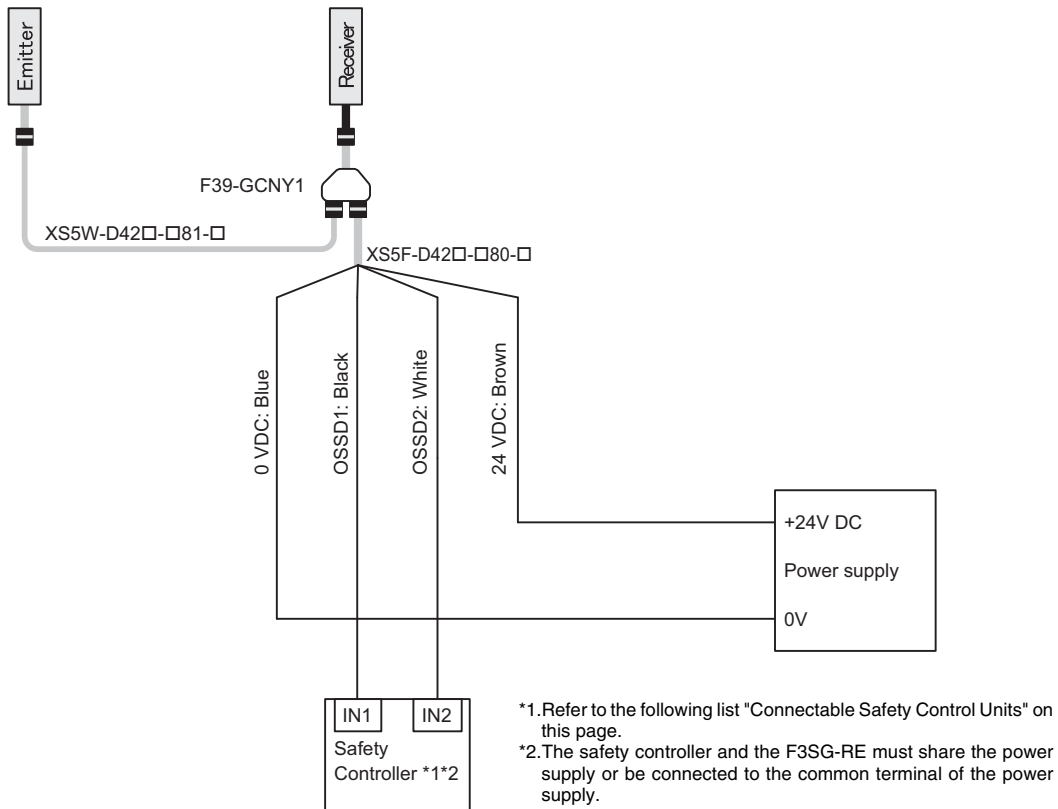 Emitter
Receiver
F39-GCNY1
XS5W-D42□-□81-□
XS5F-D42□-□80-□
0 VDC: Blue
OSSD1: Black
OSSD2: White
24 VDC: Brown
+24V DC
Power supply
0V
IN1
IN2
Safety
Controller *1*2
*1.Refer to the following list "Connectable Safety Control Units" on
this page.
*2.The safety controller and the F3SG-RE must share the power
supply or be connected to the common terminal of the power
supply.